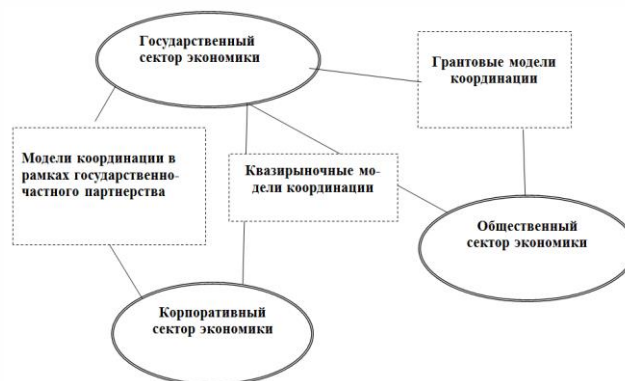 Государственный
сектор экономики
Грантовые модели
координации
Модели координации в
рамках государственно-
частного партнерства
Квазирыночные мо-
дели координации
Общественный
сектор экономики
Корпоративный
сектор экономики